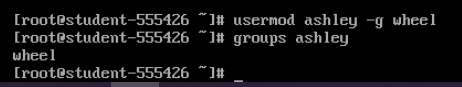 [root@student-555426 ~]# usermod ashley -g wheel
[root@student-555426 ~]# groups ashley
wheel
[root@student-555426 ~]# _